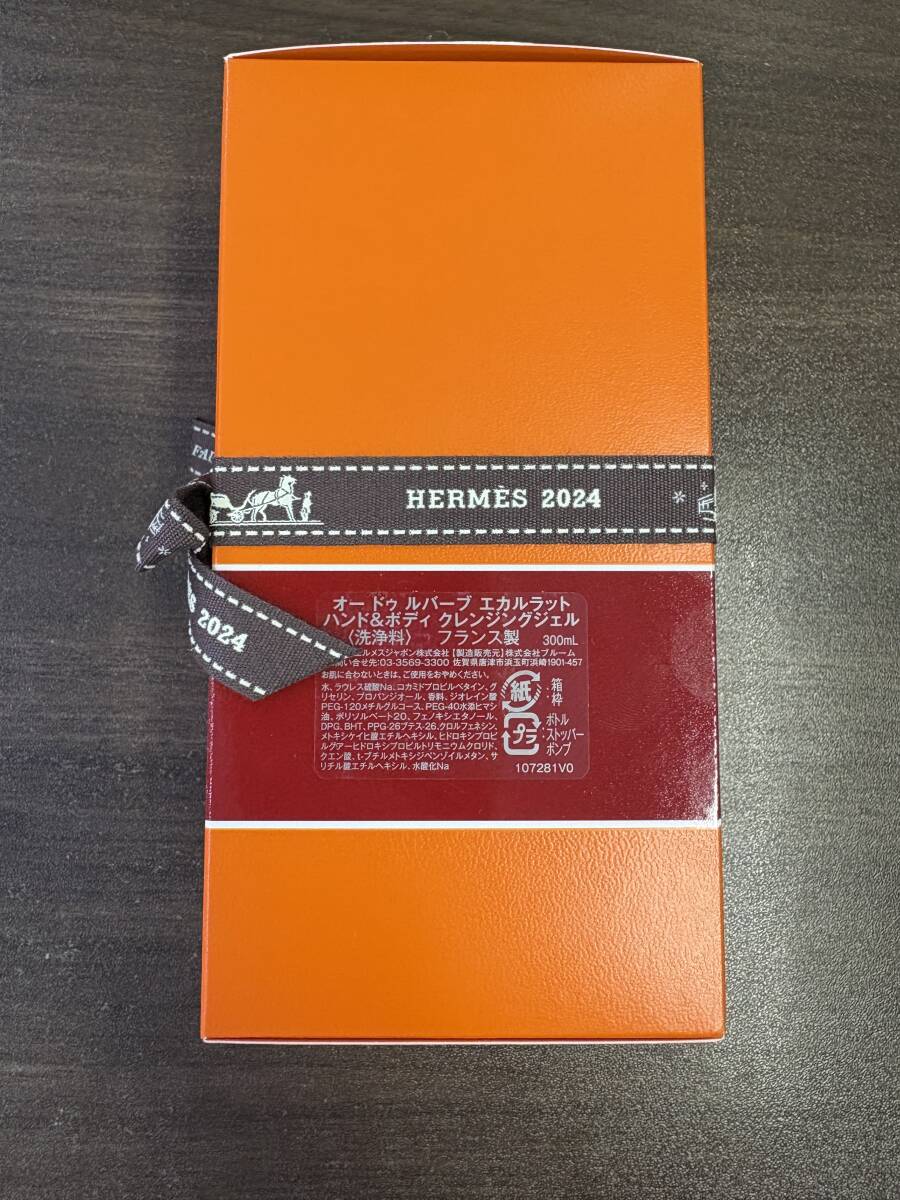 FAU
HERMÈS 2024
2024
オー ドゥ ルバーブ エカルラット
ハンド&ボディ クレンジングジェル
〈洗浄料〉 フランス製 300mL
エルメスジャポン株式会社 【製造販売元】 株式会社ブルーム
問い合せ先:03-3569-3300 佐賀県唐津市浜玉町浜崎1901-457
お肌に合わないときは、ご使用をおやめください。
水、ラウレス硫酸Na、コカミドプロピルベタイン、グ
リセリン、プロパンジオール、香料、ジオレイン酸
PEG-120メチルグルコース、PEG-40水添ヒマシ
油、ポリソルベート20、フェノキシエタノール、
DPG、BHT、PPG-26ブテス-26、クロルフェネシン、
メトキシケイヒ酸エチルヘキシル、ヒドロキシプロピ
ルグアーヒドロキシプロピルトリモニウムクロリド、
クエン酸、t-ブチルメトキシジベンゾイルメタン、サ
リチル酸エチルヘキシル、水酸化Na
紙
箱
枠
プラ
ボトル
ストッパー
ポンプ
107281V0